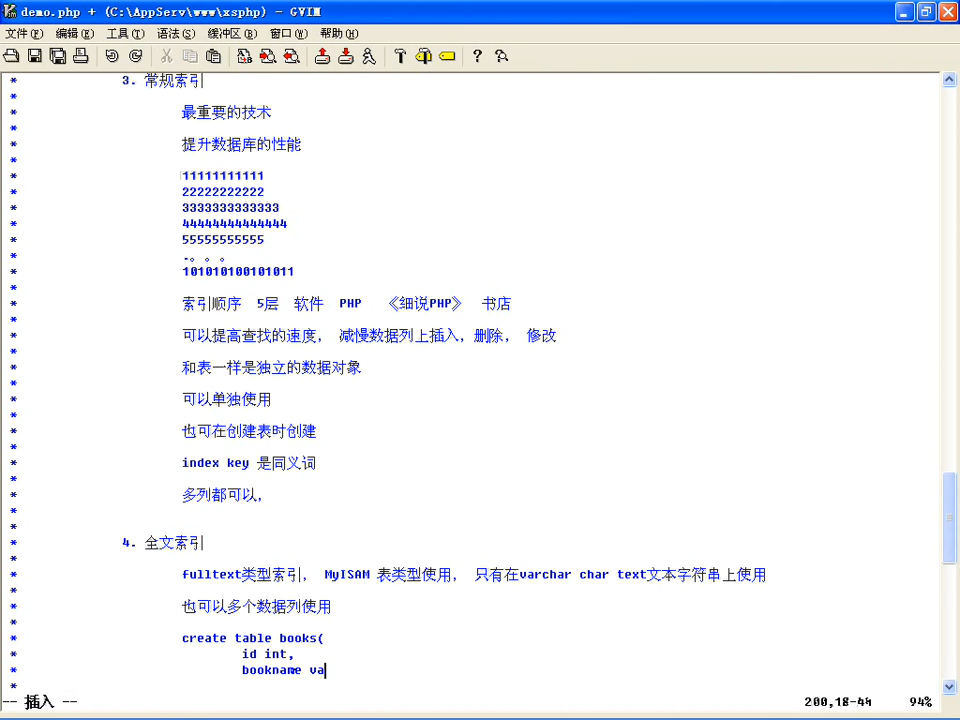 demo.php + (C:\AppServ\www\xsphp) - GVIM
文件(F) 编辑(E) 工具(T) 语法(S) 缓冲区(B) 窗口(W) 帮助(H)
* 3. 常规索引
*
* 最重要的技术
*
* 提升数据库的性能
*
* 11111111111
* 22222222222
* 3333333333333
* 44444444444444
* 55555555555
* .。。。
* 101010100101011
*
* 索引顺序 5层 软件 PHP 《细说PHP》 书店
*
* 可以提高查找的速度， 减慢数据列上插入，删除， 修改
*
* 和表一样是独立的数据对象
*
* 可以单独使用
*
* 也可在创建表时创建
*
* index key 是同义词
*
* 多列都可以，
*
*
* 4. 全文索引
*
* fulltext类型索引， MyISAM 表类型使用， 只有在varchar char text文本字符串上使用
*
* 也可以多个数据列使用
*
* create table books(
* id int,
* bookname va
*
-- 插入 -- 200,18-44 94%